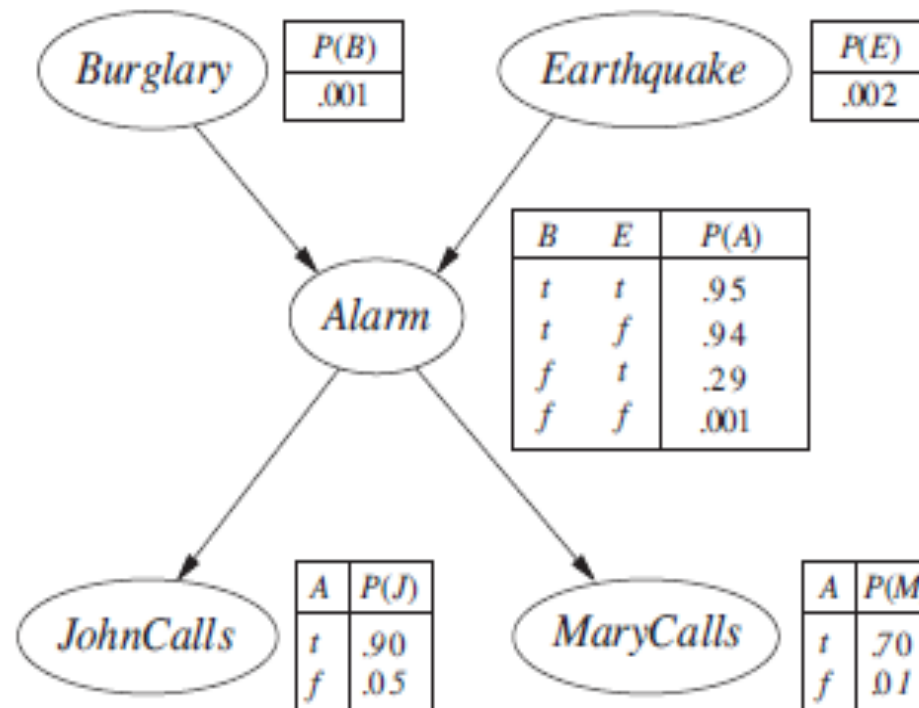 Burglary
P(B)
.001
Earthquake
P(E)
.002
Alarm
B E P(A)
t t .95
t f .94
f t .29
f f .001
JohnCalls
A P(J)
t .90
f .05
MaryCalls
A P(M
t .70
f .01